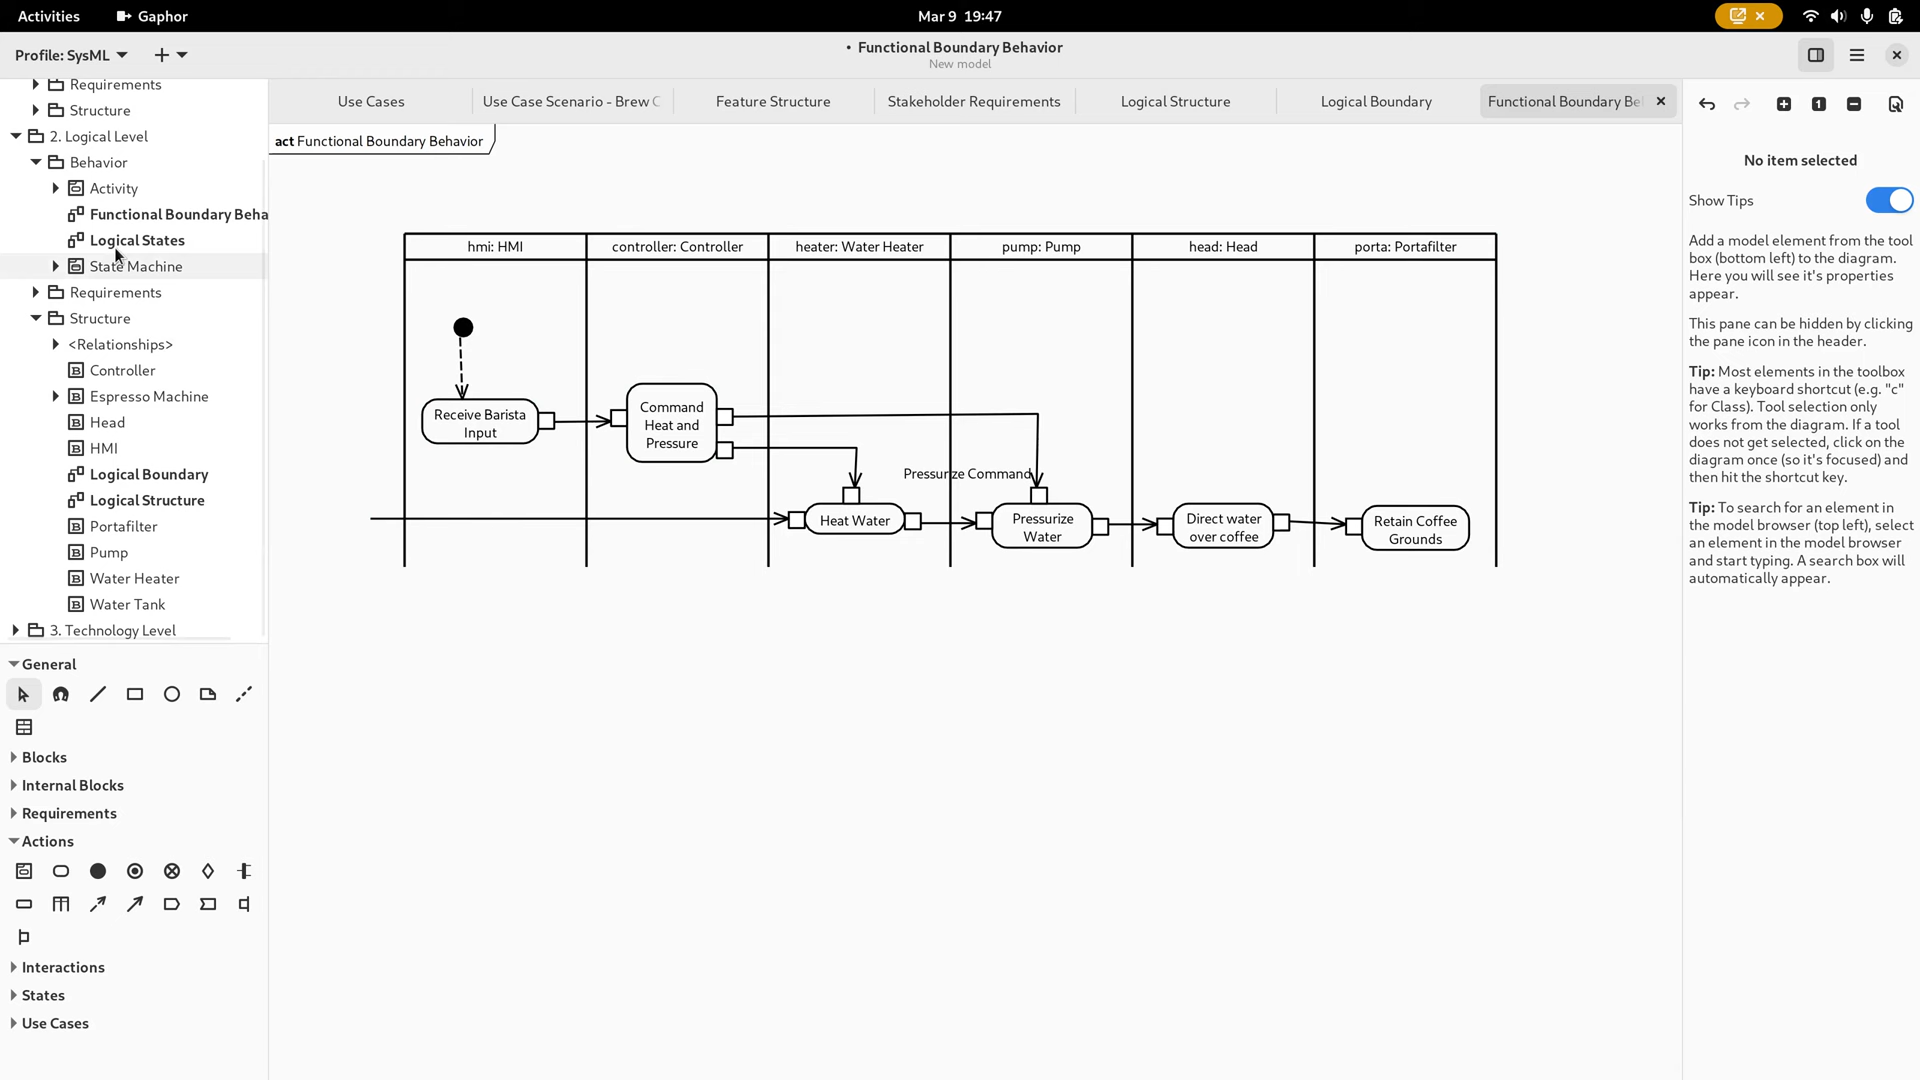 Activities
Gaphor
Mar 9 19:47
Profile: SysML
• Functional Boundary Behavior
New model
Requirements
Structure
2. Logical Level
Behavior
Activity
Functional Boundary Beha
Logical States
State Machine
Requirements
Structure
<Relationships>
Controller
Espresso Machine
Head
HMI
Logical Boundary
Logical Structure
Portafilter
Pump
Water Heater
Water Tank
3. Technology Level
General
Blocks
Internal Blocks
Requirements
Actions
Interactions
States
Use Cases
Use Cases
Use Case Scenario - Brew C
Feature Structure
Stakeholder Requirements
Logical Structure
Logical Boundary
Functional Boundary Be
act Functional Boundary Behavior
hmi: HMI
controller: Controller
heater: Water Heater
pump: Pump
head: Head
porta: Portafilter
Receive Barista
Input
Command
Heat and
Pressure
Pressurize Command
Heat Water
Pressurize
Water
Direct water
over coffee
Retain Coffee
Grounds
No item selected
Show Tips
Add a model element from the tool
box (bottom left) to the diagram.
Here you will see it's properties
appear.
This pane can be hidden by clicking
the pane icon in the header.
Tip: Most elements in the toolbox
have a keyboard shortcut (e.g. "c"
for Class). Tool selection only
works from the diagram. If a tool
does not get selected, click on the
diagram once (so it's focused) and
then hit the shortcut key.
Tip: To search for an element in
the model browser (top left), select
an element in the model browser
and start typing. A search box will
automatically appear.